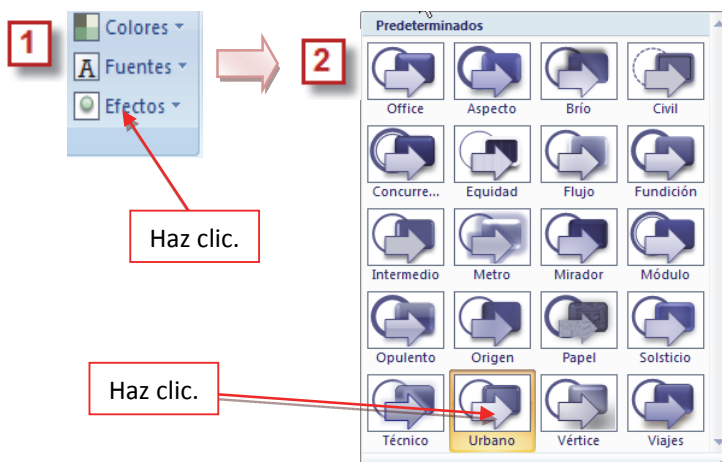 1
Colores
Fuentes
Efectos
Haz clic.
2
Predeterminados
Office Aspecto Brío Civil
Concurre... Equidad Flujo Fundición
Intermedio Metro Mirador Módulo
Opulento Origen Papel Solsticio
Técnico Urbano Vértice Viajes
Haz clic.